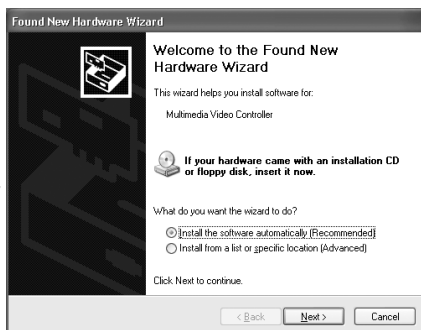 Found New Hardware Wizard
Welcome to the Found New
Hardware Wizard
This wizard helps you install software for:
Multimedia Video Controller
If your hardware came with an installation CD
or floppy disk, insert it now.
What do you want the wizard to do?
Install the software automatically (Recommended)
Install from a list or specific location (Advanced)
Click Next to continue.
< Back Next > Cancel